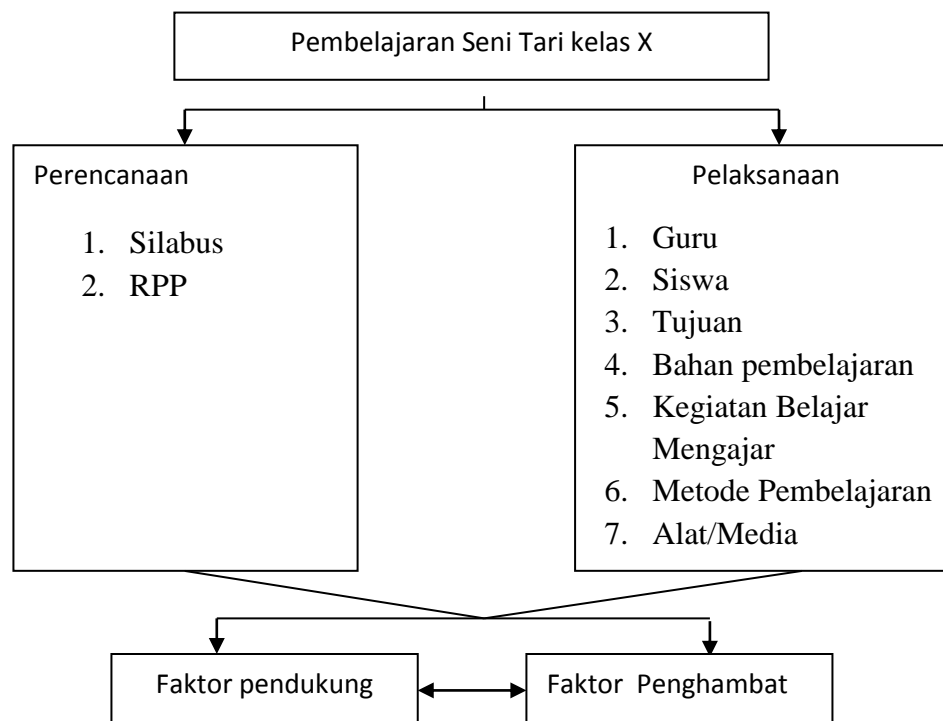 Pembelajaran Seni Tari kelas X
Perencanaan
1. Silabus
2. RPP
Pelaksanaan
1. Guru
2. Siswa
3. Tujuan
4. Bahan pembelajaran
5. Kegiatan Belajar
Mengajar
6. Metode Pembelajaran
7. Alat/Media
Faktor pendukung
Faktor Penghambat